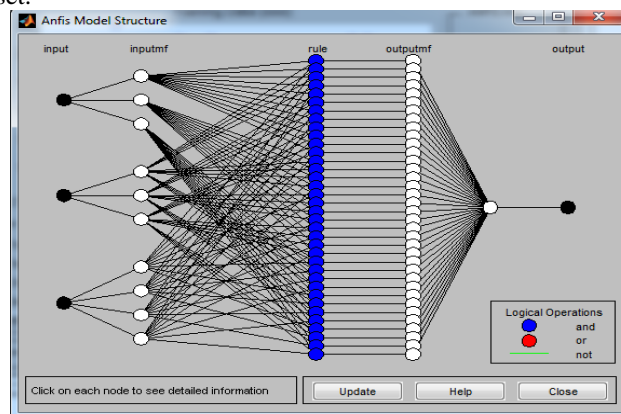 set.
Anfis Model Structure
input inputmf rule outputmf output
Logical Operations
and
or
not
Click on each node to see detailed information Update Help Close